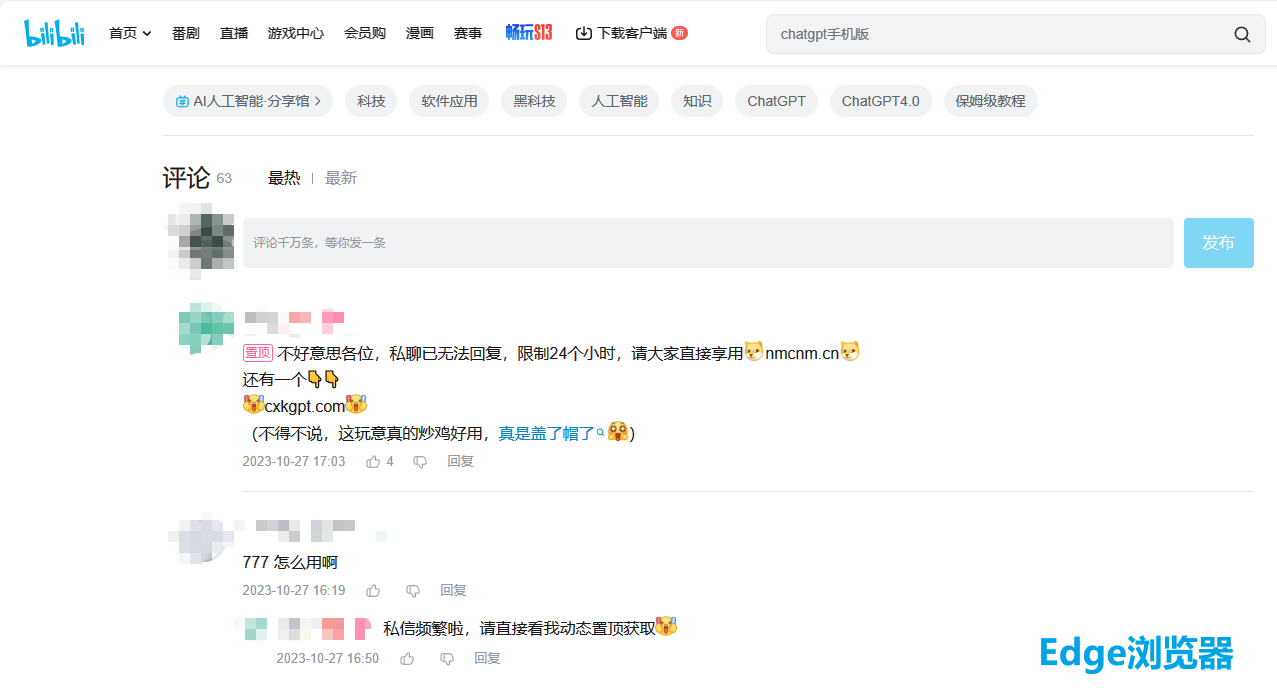 bilibili 首页 番剧 直播 游戏中心 会员购 漫画 赛事 畅玩S13 下载客户端 新 chatgpt手机版
AI人工智能·分享馆 科技 软件应用 黑科技 人工智能 知识 ChatGPT ChatGPT4.0 保姆级教程
评论 63 最热 最新
评论千万条，等你发一条 发布
置顶 不好意思各位，私聊已无法回复，限制24个小时，请大家直接享用nmcnm.cn
还有一个👇👇
cxkgpt.com
（不得不说，这玩意真的炒鸡好用，真是盖了帽了）
2023-10-27 17:03 4 回复
777 怎么用啊
2023-10-27 16:19 回复
私信频繁啦，请直接看我动态置顶获取
2023-10-27 16:50 回复
Edge浏览器